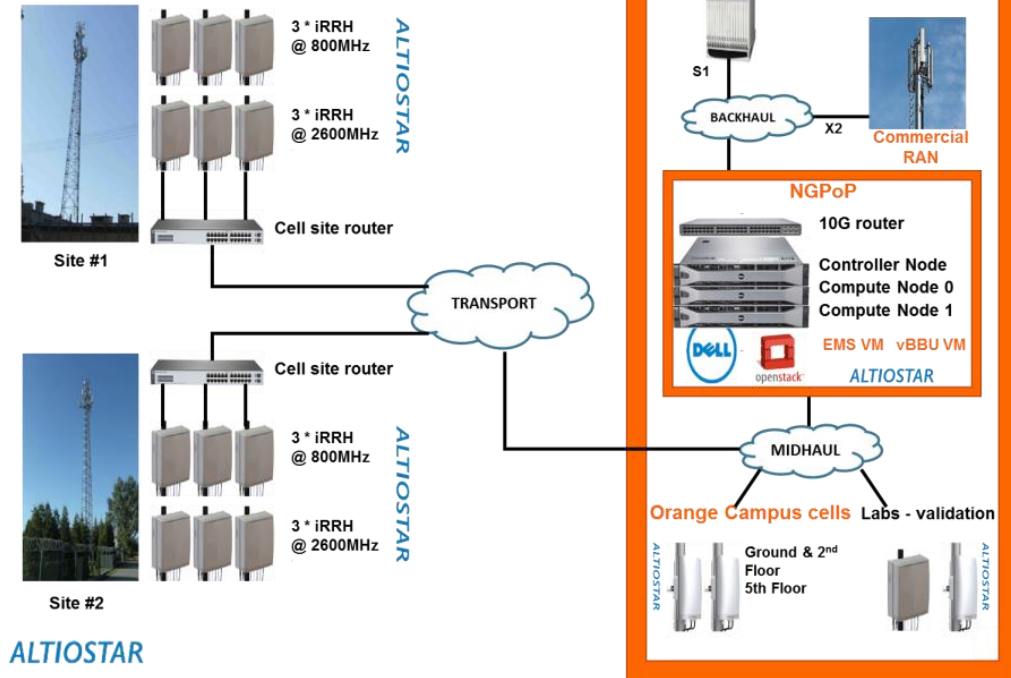 3 * iRRH
@ 800MHz
ALTIOSTAR
3 * iRRH
@ 2600MHz
Cell site router
Site #1
TRANSPORT
Cell site router
3 * iRRH
@ 800MHz
ALTIOSTAR
3 * iRRH
@ 2600MHz
Site #2
ALTIOSTAR
S1
BACKHAUL
X2
Commercial
RAN
NGPoP
10G router
Controller Node
Compute Node 0
Compute Node 1
DELL
openstack
EMS VM vBBU VM
ALTIOSTAR
MIDHAUL
Orange Campus cells
Labs - validation
ALTIOSTAR
Ground & 2nd
Floor
5th Floor
ALTIOSTAR